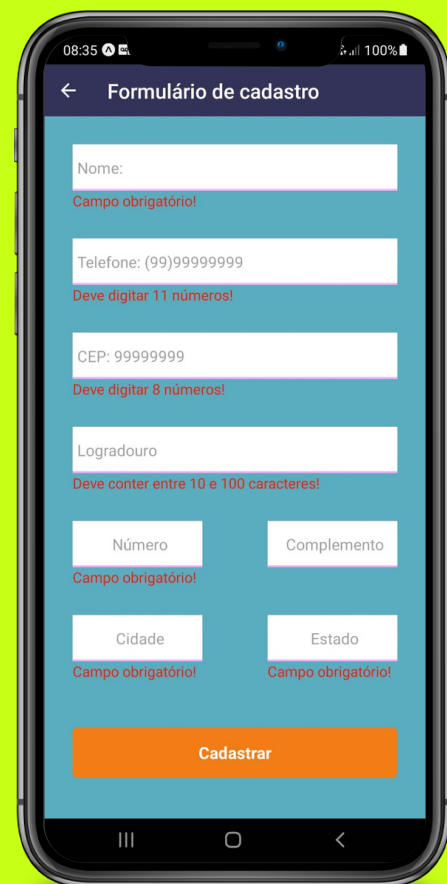 08:35
100%
Formulário de cadastro
Nome:
Campo obrigatório!
Telefone: (99)99999999
Deve digitar 11 números!
CEP: 99999999
Deve digitar 8 números!
Logradouro
Deve conter entre 10 e 100 caracteres!
Número
Complemento
Campo obrigatório!
Cidade
Estado
Campo obrigatório!
Campo obrigatório!
Cadastrar